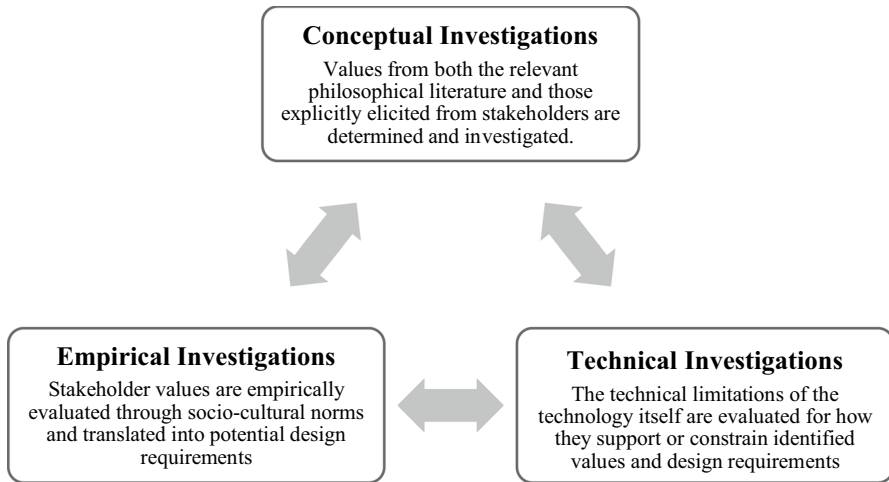 Conceptual Investigations
Values from both the relevant
philosophical literature and those
explicitly elicited from stakeholders are
determined and investigated.
Empirical Investigations
Stakeholder values are empirically
evaluated through socio-cultural norms
and translated into potential design
requirements
Technical Investigations
The technical limitations of the
technology itself are evaluated for how
they support or constrain identified
values and design requirements